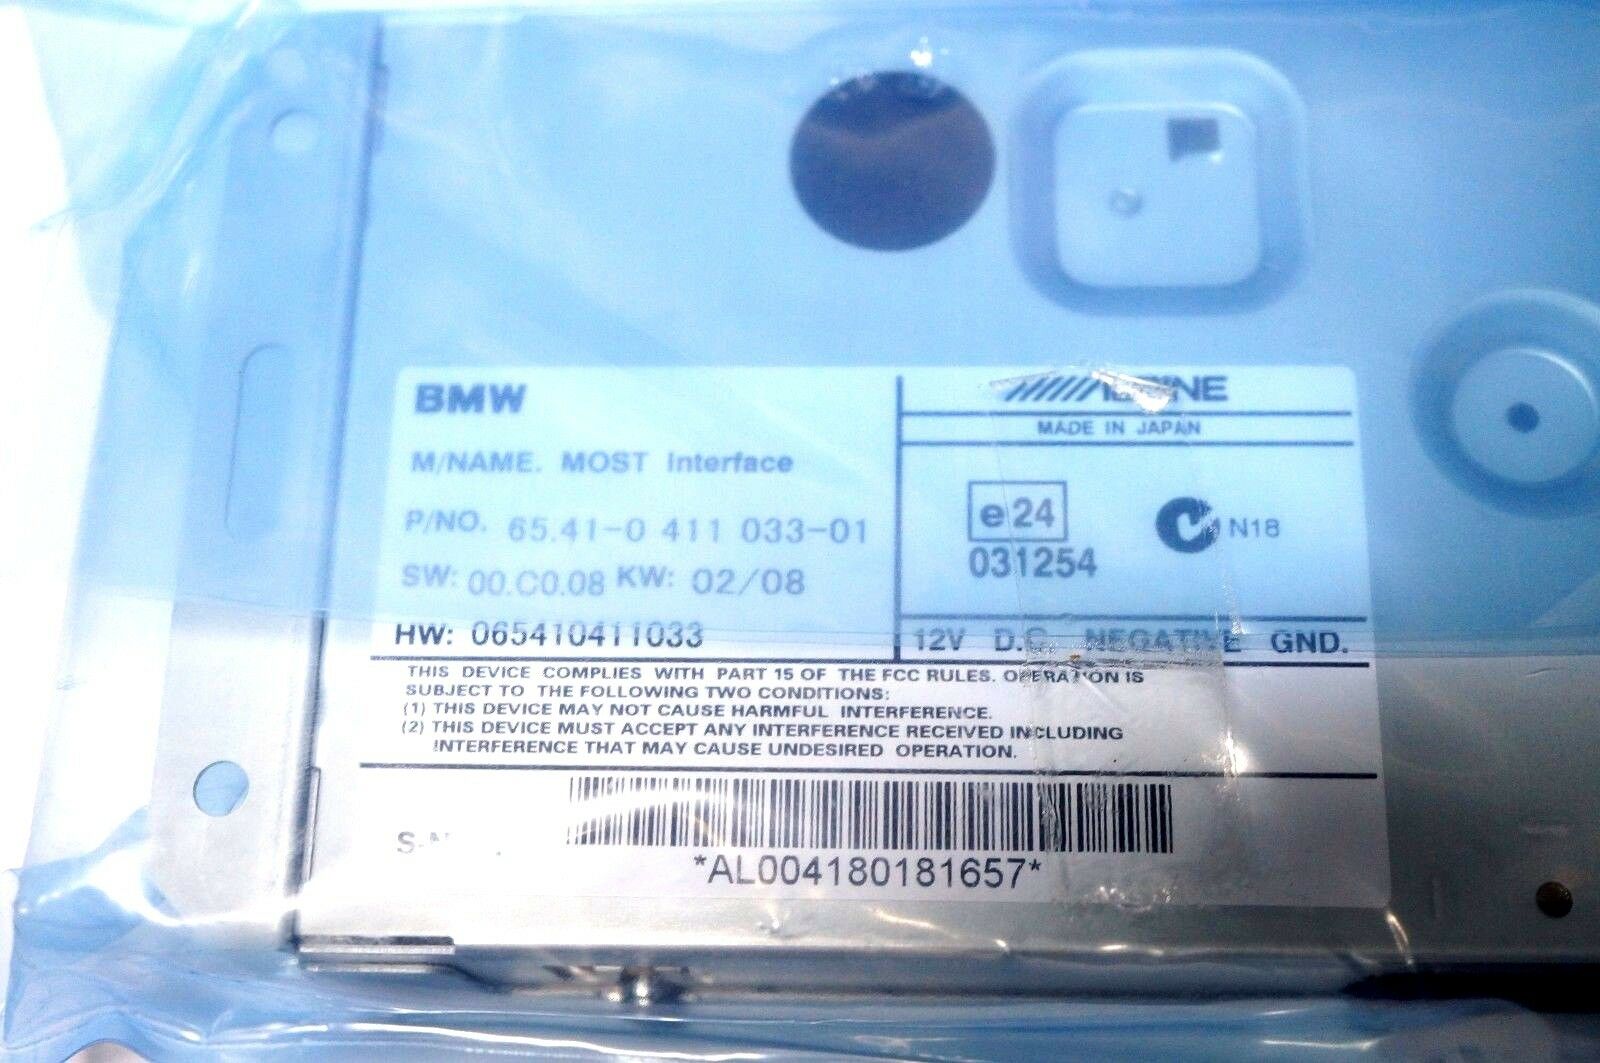 BMW
M/NAME. MOST Interface
P/NO. 65.41-0 411 033-01
SW: 00.C0.08 KW: 02/08
HW: 065410411033
MADE IN JAPAN
e24
031254
N18
12V D.C. NEGATIVE GND.
THIS DEVICE COMPLIES WITH PART 15 OF THE FCC RULES. OPERATION IS
SUBJECT TO THE FOLLOWING TWO CONDITIONS:
(1) THIS DEVICE MAY NOT CAUSE HARMFUL INTERFERENCE.
(2) THIS DEVICE MUST ACCEPT ANY INTERFERENCE RECEIVED INCLUDING
INTERFERENCE THAT MAY CAUSE UNDESIRED OPERATION.
*AL004180181657*